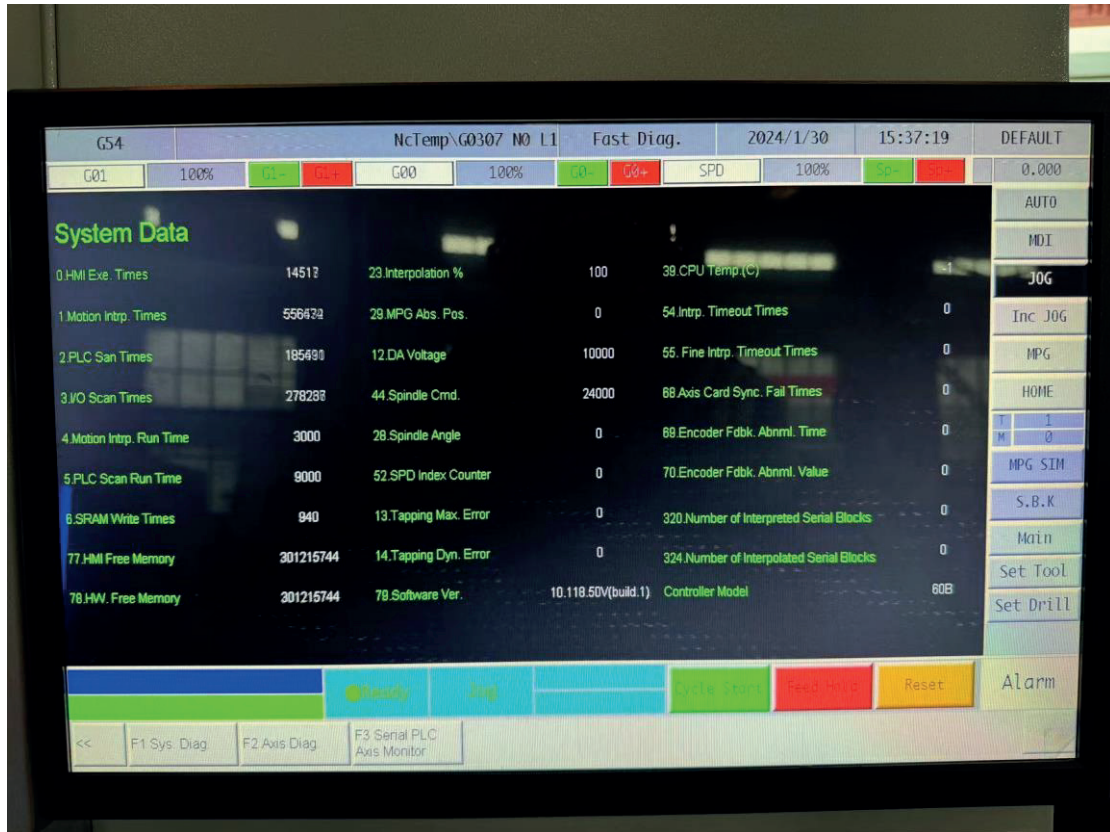 G54 NcTemp\G0307 N0 L1 Fast Diag. 2024/1/30 15:37:19 DEFAULT
G01 100% G1- G1+ G00 100% G0- G0+ SPD 100% Sp- Sp+ 0.000
AUTO
System Data
MDI
0.HMI Exe. Times 23.Interpolation % 100 39.CPU Temp.(C) -1
JOG
1.Motion Intrp. Times 29.MPG Abs. Pos. 0 54.Intrp. Timeout Times 0
Inc JOG
2.PLC San Times 12.DA Voltage 10000 55. Fine Intrp. Timeout Times 0
MPG
3.I/O Scan Times 44.Spindle Cmd. 24000 68.Axis Card Sync. Fail Times 0
HOME
T 1
4.Motion Intrp. Run Time 3000 28.Spindle Angle 0 69.Encoder Fdbk. Abnml. Time 0
M 0
5.PLC Scan Run Time 9000 52.SPD Index Counter 0 70.Encoder Fdbk. Abnml. Value 0
MPG SIM
S.B.K
6.SRAM Write Times 940 13.Tapping Max. Error 0 320.Number of Interpreted Serial Blocks 0
Main
77.HMI Free Memory 301215744 14.Tapping Dyn. Error 0 324.Number of Interpolated Serial Blocks 0
Set Tool
78.HW. Free Memory 301215744 79.Software Ver. 10.118.50V(build.1) Controller Model 60B
Set Drill
Ready Jog Cycle Start Feed Hold Reset Alarm
<< F1 Sys. Diag. F2 Axis Diag. F3 Serial PLC
Axis Monitor